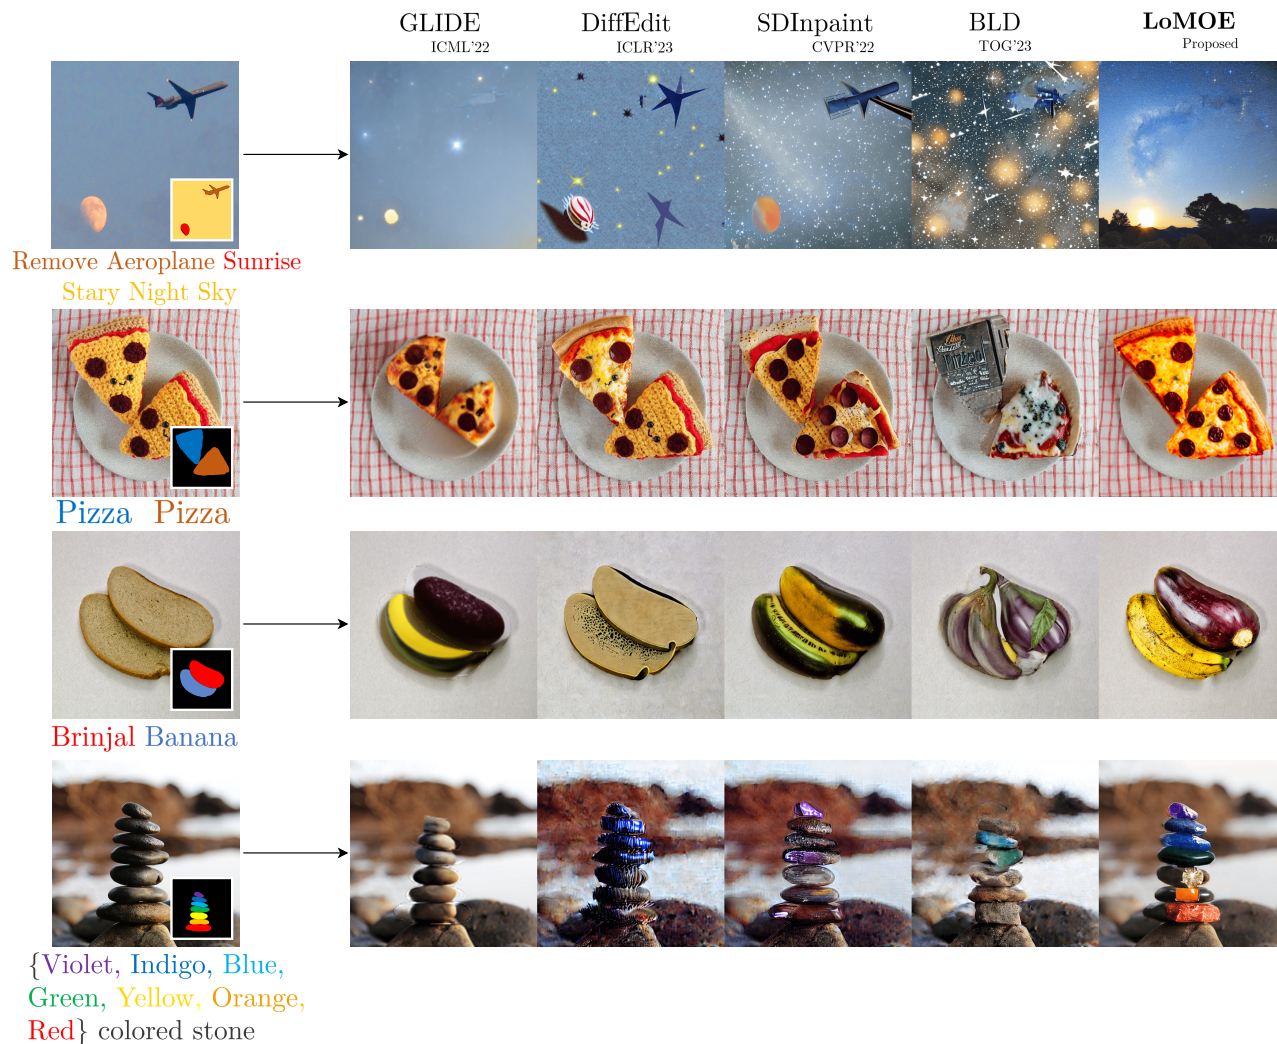 GLIDE
ICML'22
DiffEdit
ICLR'23
SDInpaint
CVPR'22
BLD
TOG'23
LoMOE
Proposed
Remove Aeroplane Sunrise
Stary Night Sky
Pizza Pizza
Brinjal Banana
{Violet, Indigo, Blue,
Green, Yellow, Orange,
Red} colored stone